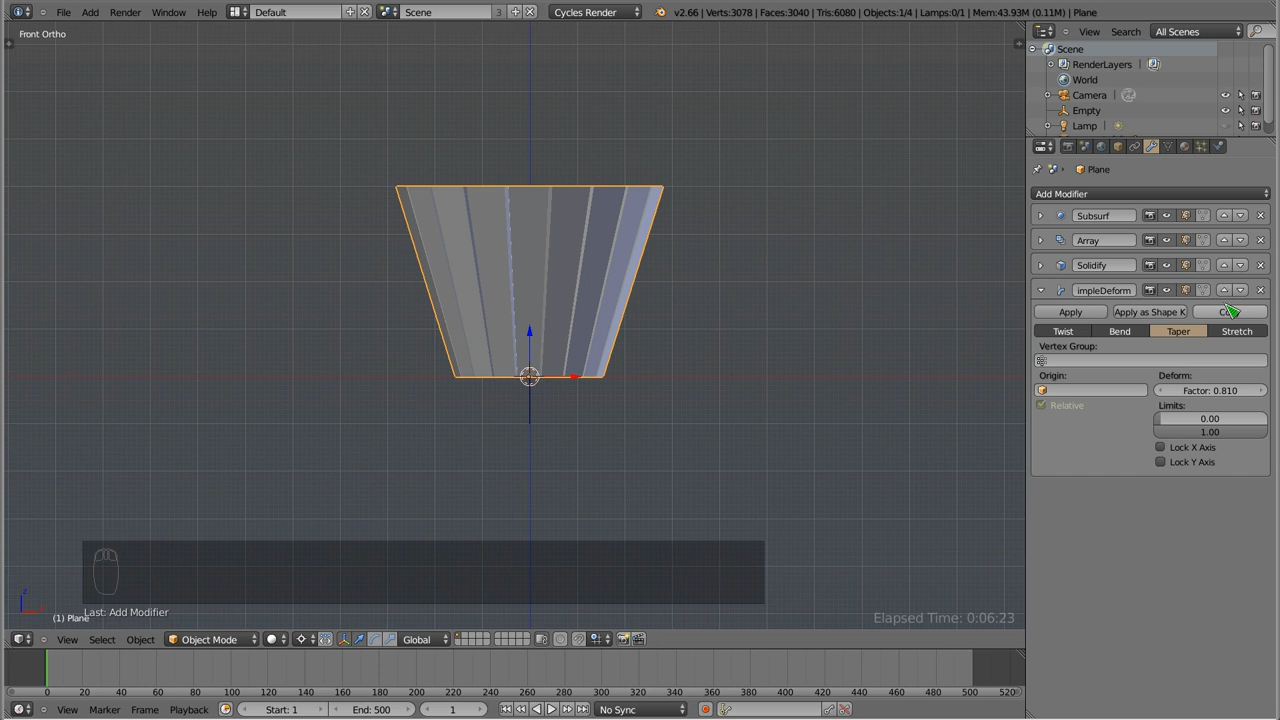 File Add Render Window Help Default Scene 3 Cycles Render v2.66 | Verts:3078 | Faces:3040 | Tris:6080 | Objects:1/4 | Lamps:0/1 | Mem:43.93M (0.11M) | Plane
Front Ortho
View Search All Scenes
Scene
RenderLayers |
World
Camera |
Empty
Lamp |
Plane
Add Modifier
Subsurf
Array
Solidify
impleDeform
Apply Apply as Shape K
Twist Bend Taper Stretch
Vertex Group:
Origin: Deform:
Factor: 0.810
Relative Limits:
0.00
1.00
Lock X Axis
Lock Y Axis
Last: Add Modifier
(1) Plane
Elapsed Time: 0:06:23
z
View Select Object Object Mode Global
0 20 40 60 80 100 120 140 160 180 200 220 240 260 280 300 320 340 360 380 400 420 440 460 480 500 520
View Marker Frame Playback Start: 1 End: 500 1 No Sync